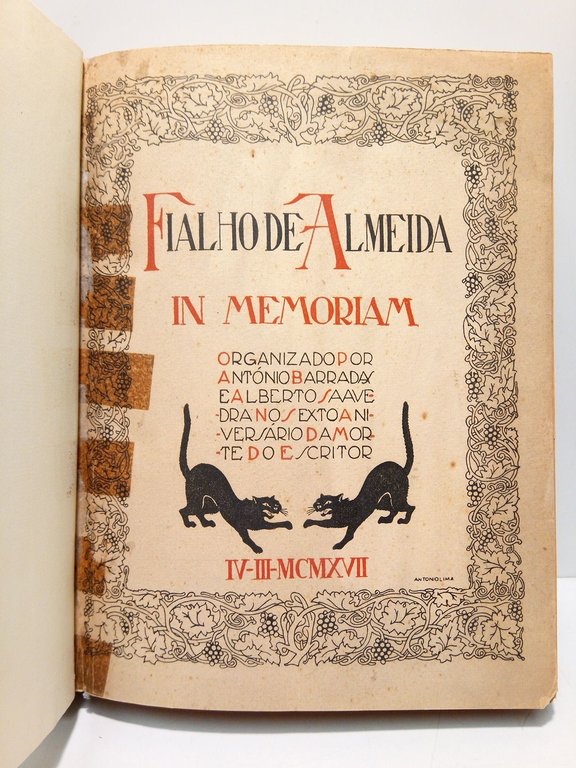 FIALHO DE ALMEIDA
IN MEMORIAM
ORGANIZADO POR
ANTÓNIO BARRADAS
E ALBERTO SAAVE-
DRA NO SEXTO ANI-
-VERSÁRIO DA MOR-
-TE DO ESCRITOR
IV-III-MCMXVII
ANTONIO LIMA